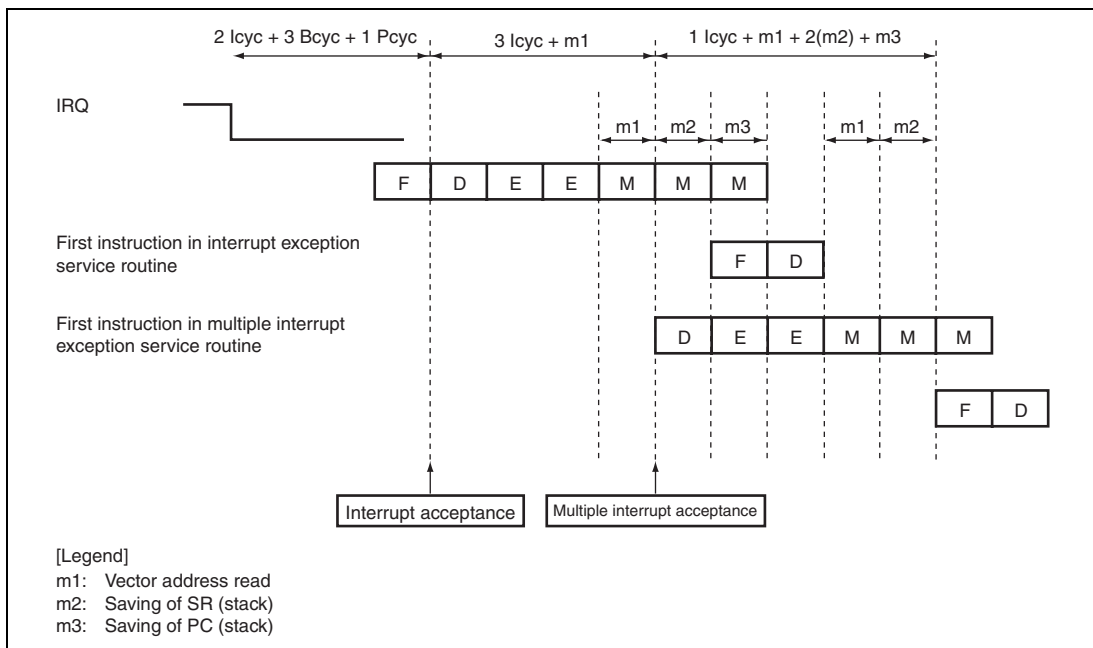 2 Icyc + 3 Bcyc + 1 Pcyc 3 Icyc + m1 1 Icyc + m1 + 2(m2) + m3
IRQ
m1 m2 m3 m1 m2
F D E E M M M
First instruction in interrupt exception
service routine
F D
First instruction in multiple interrupt
exception service routine
D E E M M M
F D
Interrupt acceptance Multiple interrupt acceptance
[Legend]
m1: Vector address read
m2: Saving of SR (stack)
m3: Saving of PC (stack)